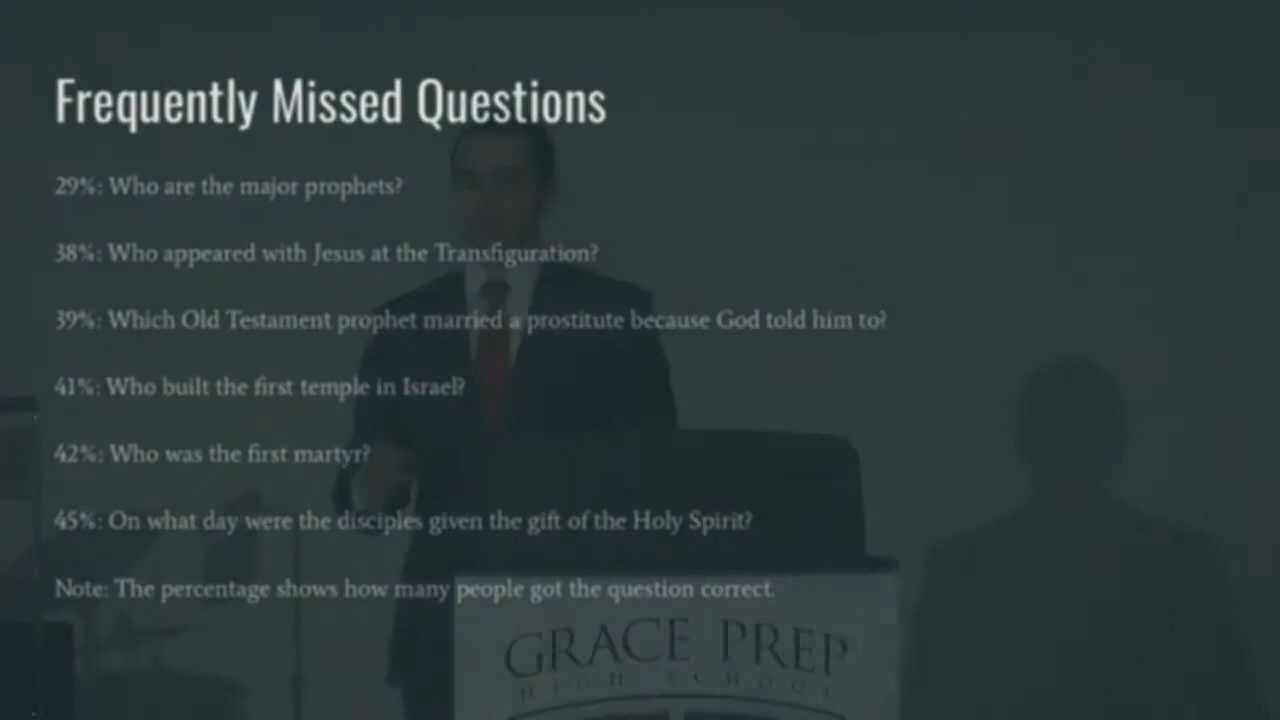 Frequently Missed Questions
29%: Who are the major prophets?
38%: Who appeared with Jesus at the Transfiguration?
39%: Which Old Testament prophet married a prostitute because God told him to?
41%: Who built the first temple in Israel?
42%: Who was the first martyr?
45%: On what day were the disciples given the gift of the Holy Spirit?
Note: The percentage shows how many people got the question correct.
GRACE PREP
HIGH SCHOOL